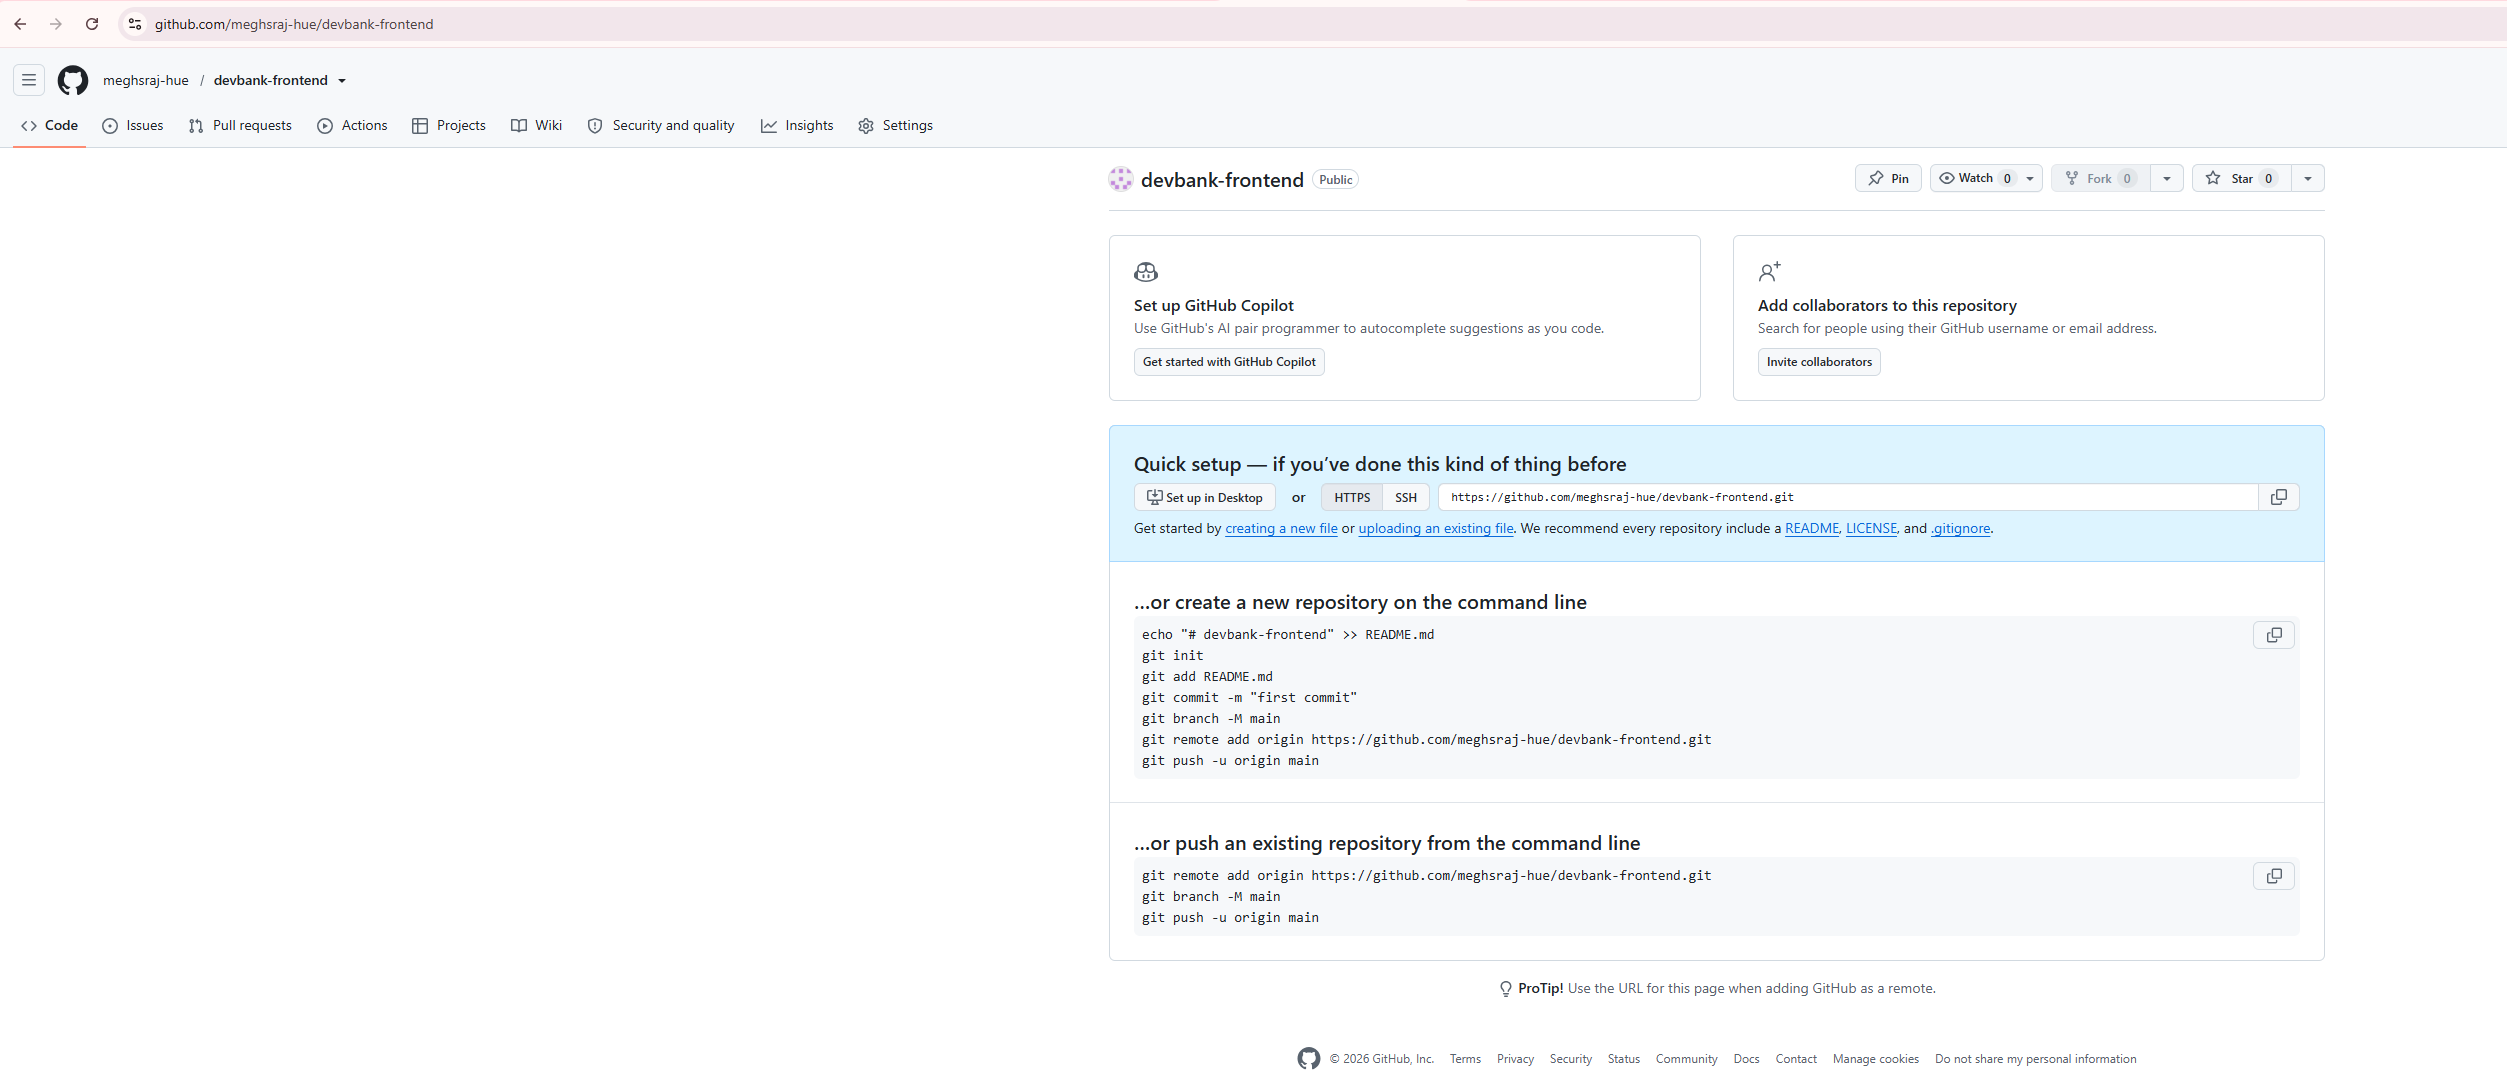 github.com/meghsraj-hue/devbank-frontend
meghsraj-hue / devbank-frontend
Code Issues Pull requests Actions Projects Wiki Security and quality Insights Settings
devbank-frontend Public
Pin Watch 0 Fork 0 Star 0
Set up GitHub Copilot
Use GitHub's AI pair programmer to autocomplete suggestions as you code.
Get started with GitHub Copilot
Add collaborators to this repository
Search for people using their GitHub username or email address.
Invite collaborators
Quick setup — if you’ve done this kind of thing before
Set up in Desktop or HTTPS SSH https://github.com/meghsraj-hue/devbank-frontend.git
Get started by creating a new file or uploading an existing file. We recommend every repository include a README, LICENSE, and .gitignore.
…or create a new repository on the command line
echo "# devbank-frontend" >> README.md
git init
git add README.md
git commit -m "first commit"
git branch -M main
git remote add origin https://github.com/meghsraj-hue/devbank-frontend.git
git push -u origin main
…or push an existing repository from the command line
git remote add origin https://github.com/meghsraj-hue/devbank-frontend.git
git branch -M main
git push -u origin main
ProTip! Use the URL for this page when adding GitHub as a remote.
© 2026 GitHub, Inc. Terms Privacy Security Status Community Docs Contact Manage cookies Do not share my personal information